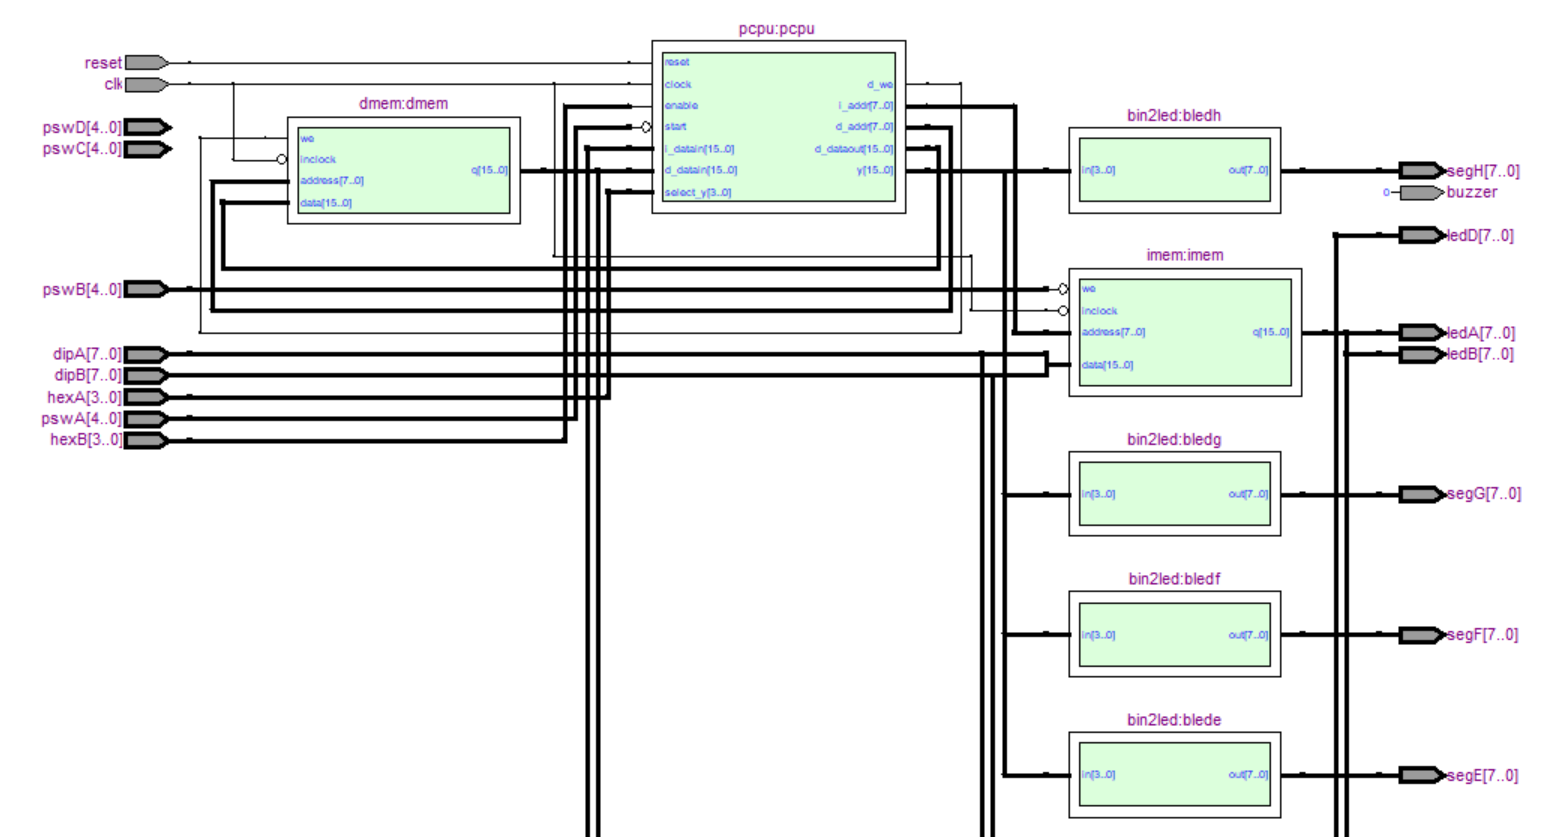 pcpu:pcpu
reset
clk
pswD[4..0]
pswC[4..0]
pswB[4..0]
dipA[7..0]
dipB[7..0]
hexA[3..0]
pswA[4..0]
hexB[3..0]
dmem:dmem
we
inclock
address[7..0]
data[15..0]
q[15..0]
reset
clock
enable
start
i_datain[15..0]
d_datain[15..0]
select_y[3..0]
d_we
i_addr[7..0]
d_addr[7..0]
d_dataout[15..0]
y[15..0]
bin2led:bledh
in[3..0]
out[7..0]
segH[7..0]
0
buzzer
ledD[7..0]
imem:imem
we
inclock
address[7..0]
data[15..0]
q[15..0]
ledA[7..0]
ledB[7..0]
bin2led:bledg
in[3..0]
out[7..0]
segG[7..0]
bin2led:bledf
in[3..0]
out[7..0]
segF[7..0]
bin2led:blede
in[3..0]
out[7..0]
segE[7..0]